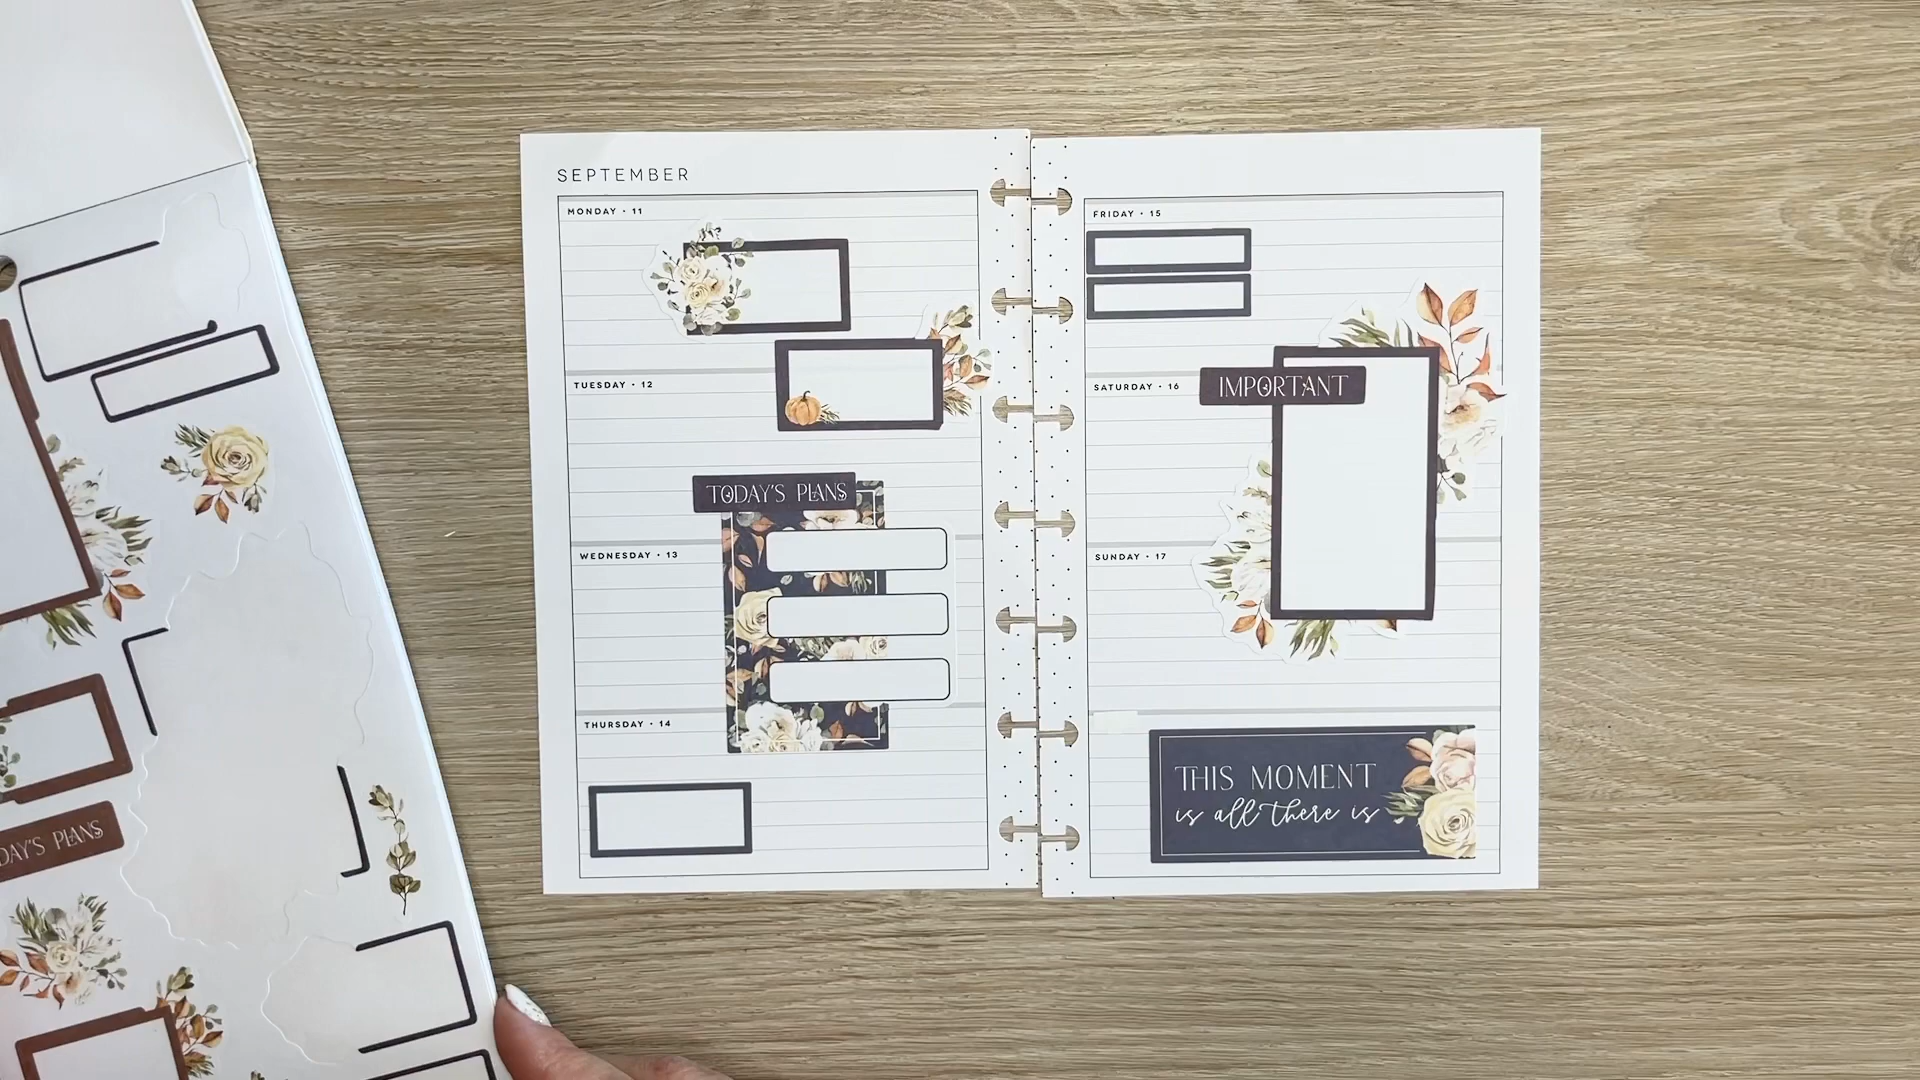 SEPTEMBER
MONDAY • 11
TUESDAY • 12
TODAY'S PLANS
WEDNESDAY • 13
THURSDAY • 14
FRIDAY • 15
SATURDAY • 16
IMPORTANT
SUNDAY • 17
THIS MOMENT
is all there is
DAY'S PLANS